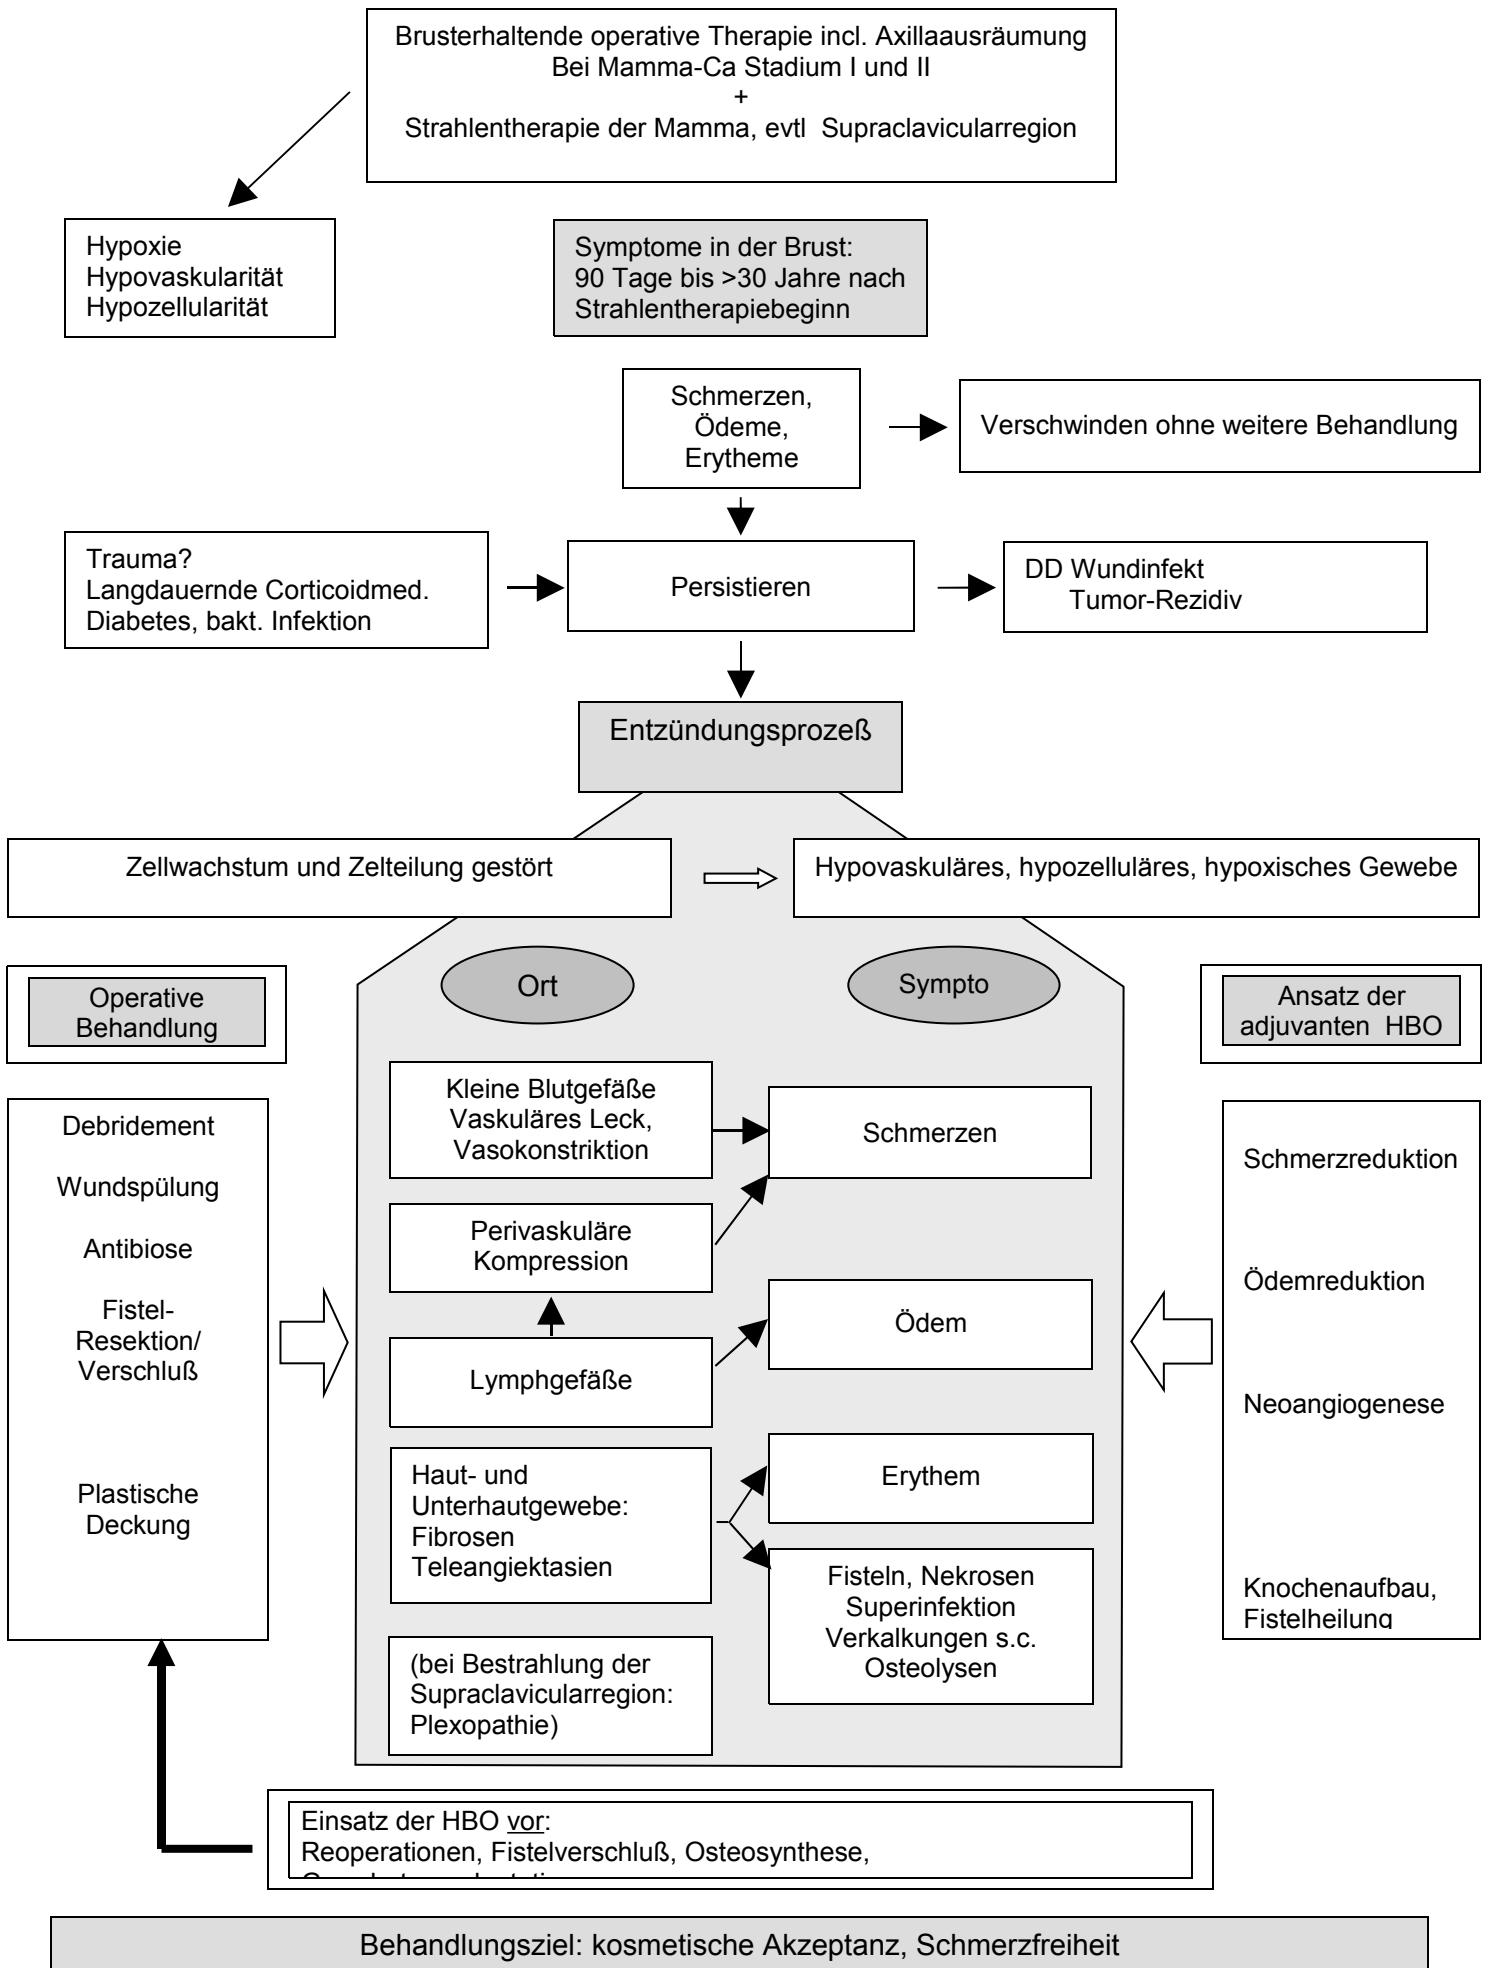 Brusterhaltende operative Therapie incl. Axillaausräumung
Bei Mamma-Ca Stadium I und II
+
Strahlentherapie der Mamma, evtl Supraclavicularregion
Hypoxie
Hypovaskularität
Hypozellularität
Symptome in der Brust:
90 Tage bis >30 Jahre nach
Strahlentherapiebeginn
Schmerzen,
Ödeme,
Erytheme
Verschwinden ohne weitere Behandlung
Trauma?
Langdauernde Corticoidmed.
Diabetes, bakt. Infektion
Persistieren
DD Wundinfekt
Tumor-Rezidiv
Entzündungsprozeß
Zellwachstum und Zelteilung gestört
Hypovaskuläres, hypozelluläres, hypoxisches Gewebe
Operative
Behandlung
Ort
Sympto
Ansatz der
adjuvanten HBO
Debridement
Wundspülung
Antibiose
Fistel-
Resektion/
Verschluß
Plastische
Deckung
Kleine Blutgefäße
Vaskuläres Leck,
Vasokonstriktion
Perivaskuläre
Kompression
Lymphgefäße
Haut- und
Unterhautgewebe:
Fibrosen
Teleangiektasien
(bei Bestrahlung der
Supraclavicularregion:
Plexopathie)
Schmerzen
Ödem
Erythem
Fisteln, Nekrosen
Superinfektion
Verkalkungen s.c.
Osteolysen
Schmerzreduktion
Ödemreduktion
Neoangiogenese
Knochenaufbau,
Fistelheilung
Einsatz der HBO vor:
Reoperationen, Fistelverschluß, Osteosynthese,
Behandlungsziel: kosmetische Akzeptanz, Schmerzfreiheit